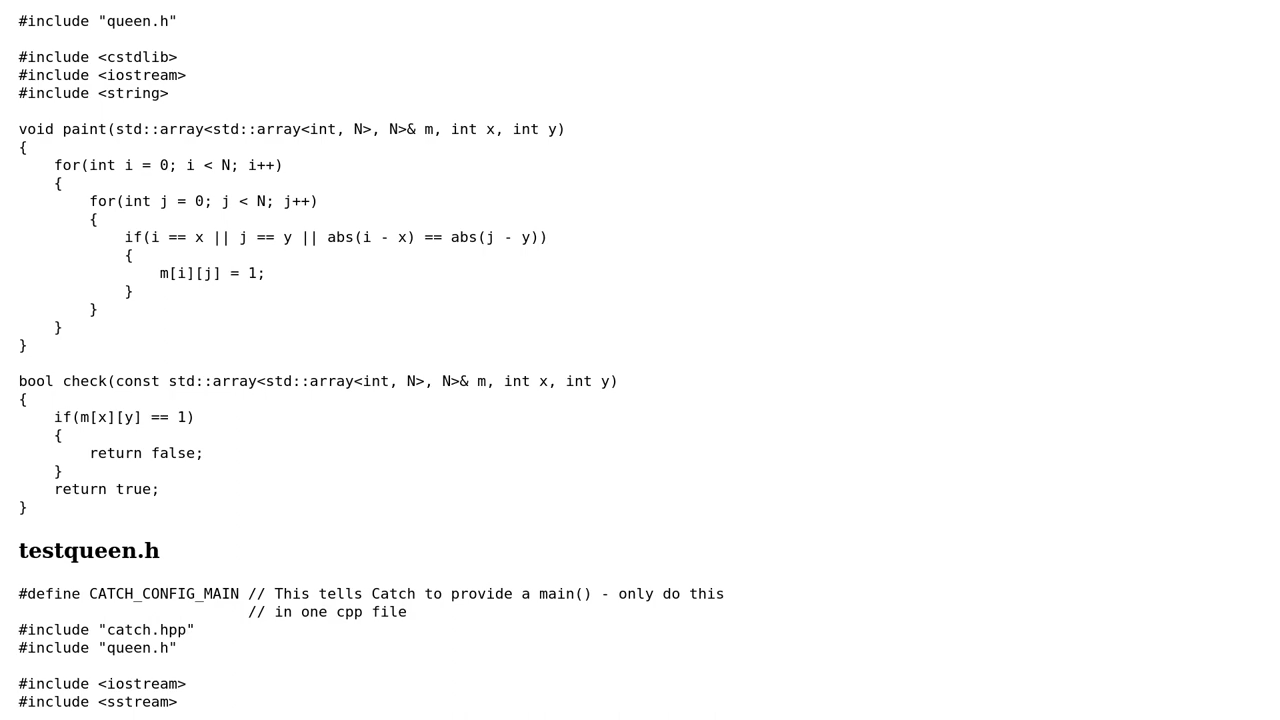 #include "queen.h"
#include <cstdlib>
#include <iostream>
#include <string>
void paint(std::array<std::array<int, N>, N>& m, int x, int y)
{
    for(int i = 0; i < N; i++)
    {
        for(int j = 0; j < N; j++)
        {
            if(i == x || j == y || abs(i - x) == abs(j - y))
            {
                m[i][j] = 1;
            }
        }
    }
}
bool check(const std::array<std::array<int, N>, N>& m, int x, int y)
{
    if(m[x][y] == 1)
    {
        return false;
    }
    return true;
}
testqueen.h
#define CATCH_CONFIG_MAIN // This tells Catch to provide a main() - only do this
                          // in one cpp file
#include "catch.hpp"
#include "queen.h"
#include <iostream>
#include <sstream>